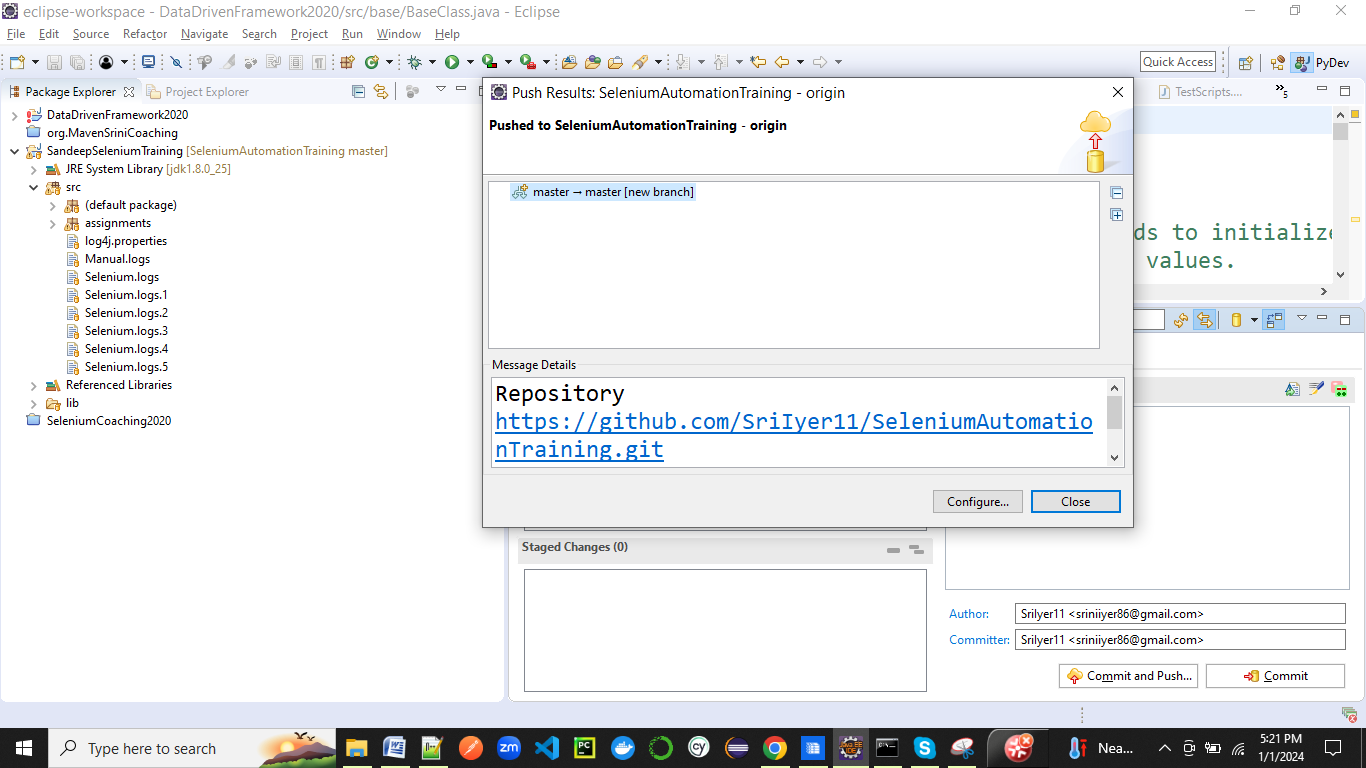 eclipse-workspace - DataDrivenFramework2020/src/base/BaseClass.java - Eclipse
File Edit Source Refactor Navigate Search Project Run Window Help
Quick Access
PyDev
Package Explorer
Project Explorer
DataDrivenFramework2020
org.MavenSriniCoaching
SandeepSeleniumTraining [SeleniumAutomationTraining master]
JRE System Library [jdk1.8.0_25]
src
(default package)
assignments
log4j.properties
Manual.logs
Selenium.logs
Selenium.logs.1
Selenium.logs.2
Selenium.logs.3
Selenium.logs.4
Selenium.logs.5
Referenced Libraries
lib
SeleniumCoaching2020
Push Results: SeleniumAutomationTraining - origin
Pushed to SeleniumAutomationTraining - origin
master → master [new branch]
Message Details
Repository
https://github.com/SriIyer11/SeleniumAutomatio
nTraining.git
Configure...
Close
TestScripts....
»5
ds to initialize
values.
Staged Changes (0)
Author:
SriIyer11 <sriniiyer86@gmail.com>
Committer:
SriIyer11 <sriniiyer86@gmail.com>
Commit and Push...
Commit
Type here to search
zm
PC
cy
Nea...
5:21 PM
1/1/2024